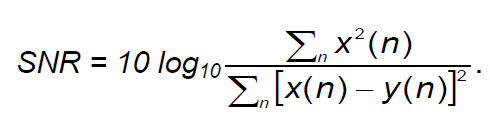 SNR = 10 log₁₀ ∑ₙ x²(n) / ∑ₙ [x(n) – y(n)]² .